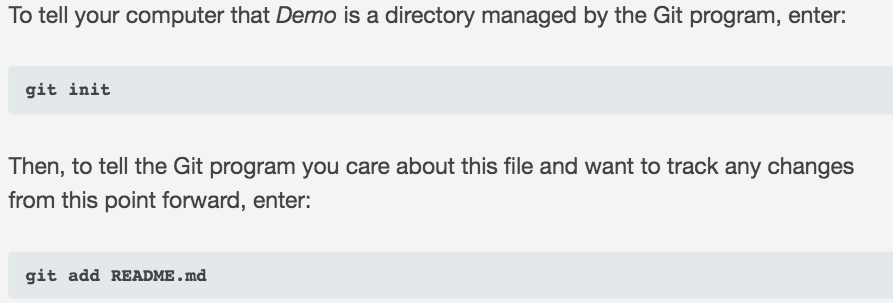 To tell your computer that Demo is a directory managed by the Git program, enter:
git init
Then, to tell the Git program you care about this file and want to track any changes
from this point forward, enter:
git add README.md